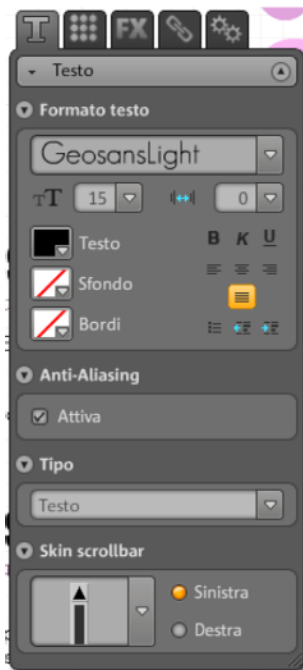 T FX
Testo
Formato testo
GeosansLight
TT 15 0
Testo B K U
Sfondo
Bordi
Anti-Aliasing
Attiva
Tipo
Testo
Skin scrollbar
Sinistra
Destra